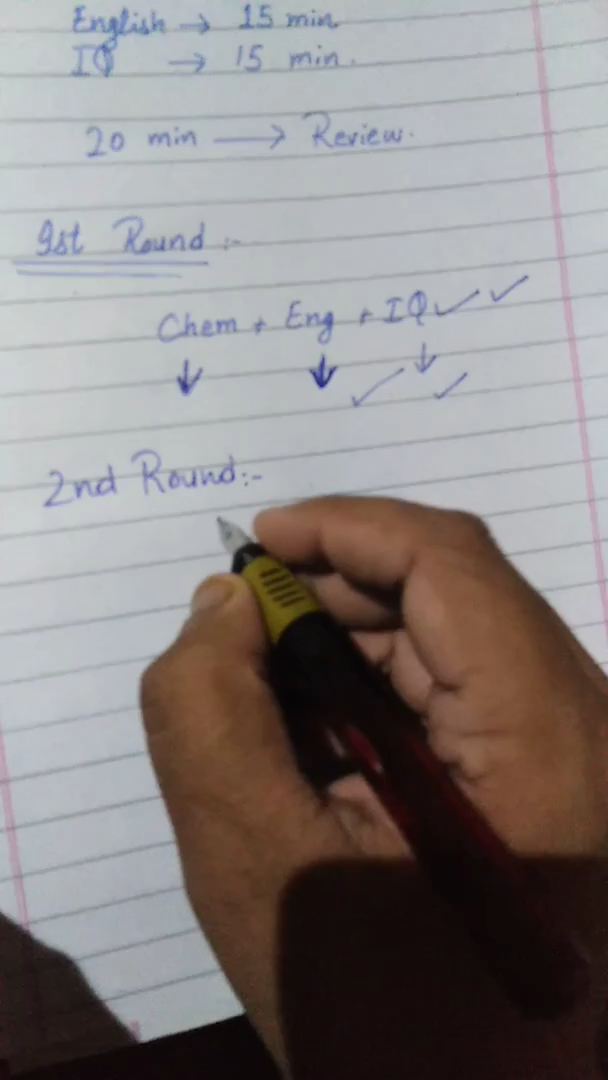 English → 15 min
IQ → 15 min.
20 min → Review.
1st Round :-
Chem + Eng + IQ ✓ ✓
↓ ↓ ✓ ↓ ✓
2nd Round:-